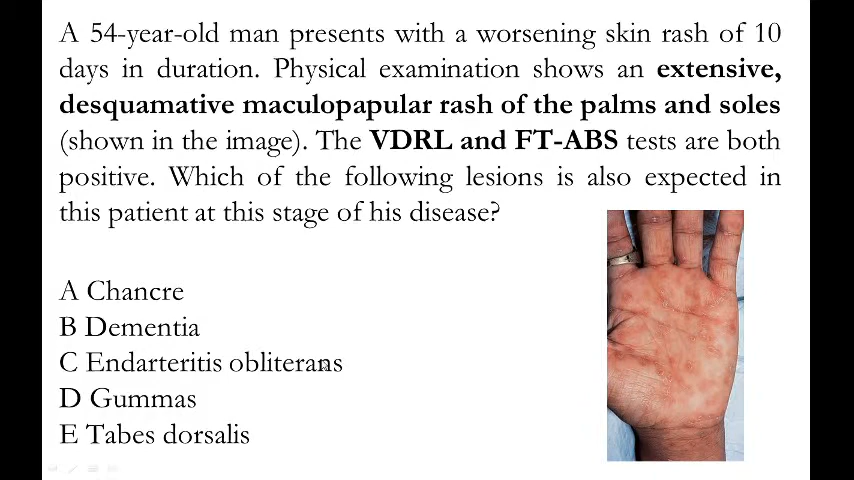 A 54-year-old man presents with a worsening skin rash of 10
days in duration. Physical examination shows an extensive,
desquamative maculopapular rash of the palms and soles
(shown in the image). The VDRL and FT-ABS tests are both
positive. Which of the following lesions is also expected in
this patient at this stage of his disease?
A Chancre
B Dementia
C Endarteritis obliterans
D Gummas
E Tabes dorsalis